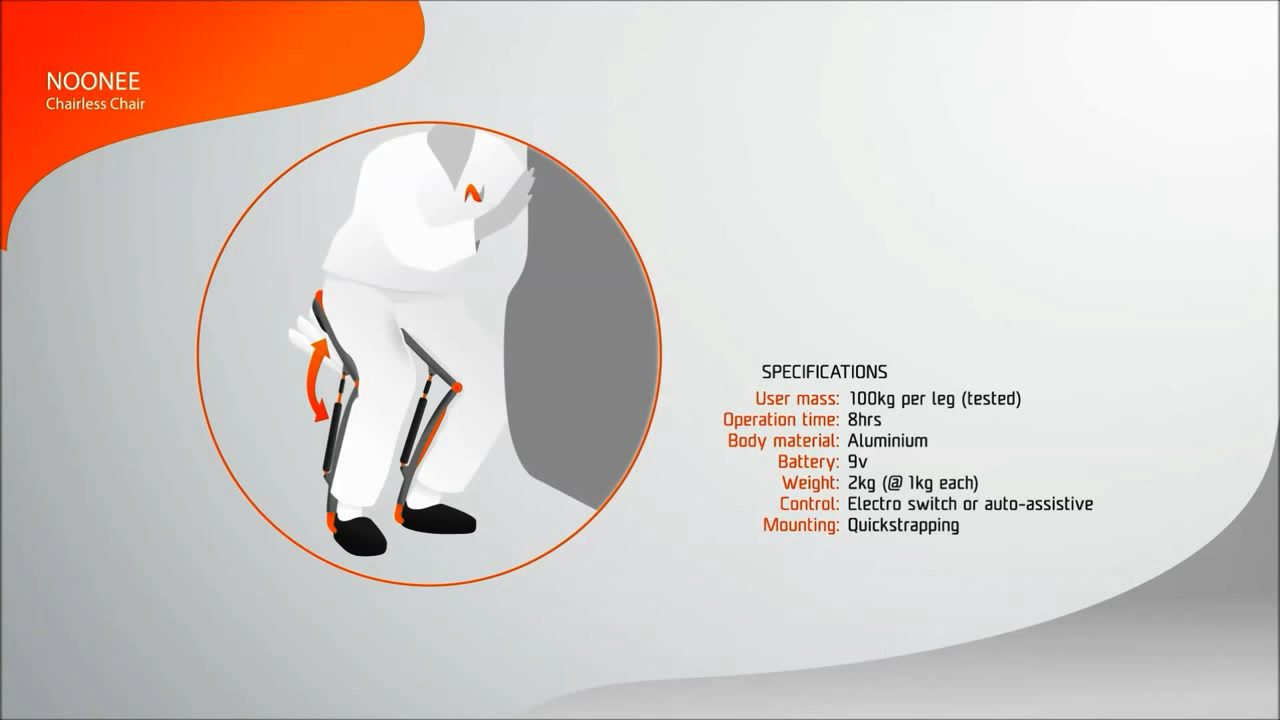 NOONEE
Chairless Chair
SPECIFICATIONS
User mass: 100kg per leg (tested)
Operation time: 8hrs
Body material: Aluminium
Battery: 9v
Weight: 2kg (@ 1kg each)
Control: Electro switch or auto-assistive
Mounting: Quickstrapping